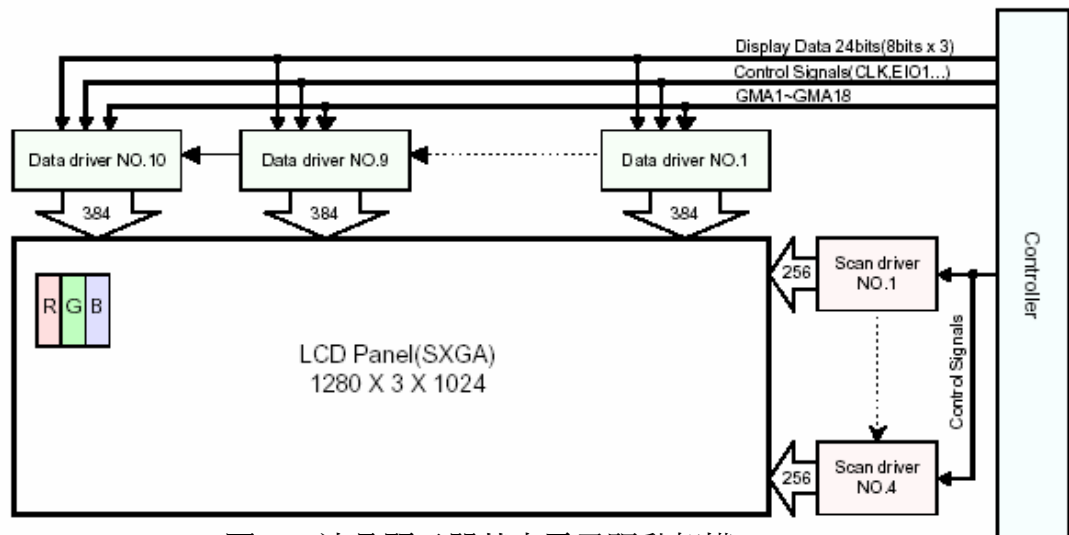 Display Data 24bits(8bits x 3)
Control Signals(CLK,EIO1...)
GMA1~GMA18
Data driver NO.10
Data driver NO.9
Data driver NO.1
384
384
384
R G B
LCD Panel(SXGA)
1280 X 3 X 1024
256
Scan driver
NO.1
256
Scan driver
NO.4
Control Signals
Controller